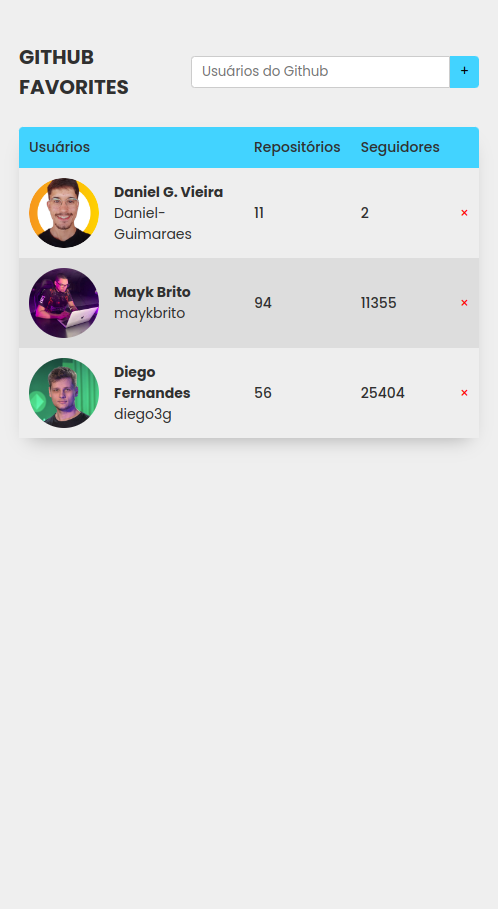 GITHUB
FAVORITES
Usuários do Github +
Usuários Repositórios Seguidores
Daniel G. Vieira
Daniel-
Guimaraes
11 2 ×
Mayk Brito
maykbrito
94 11355 ×
Diego
Fernandes
diego3g
56 25404 ×